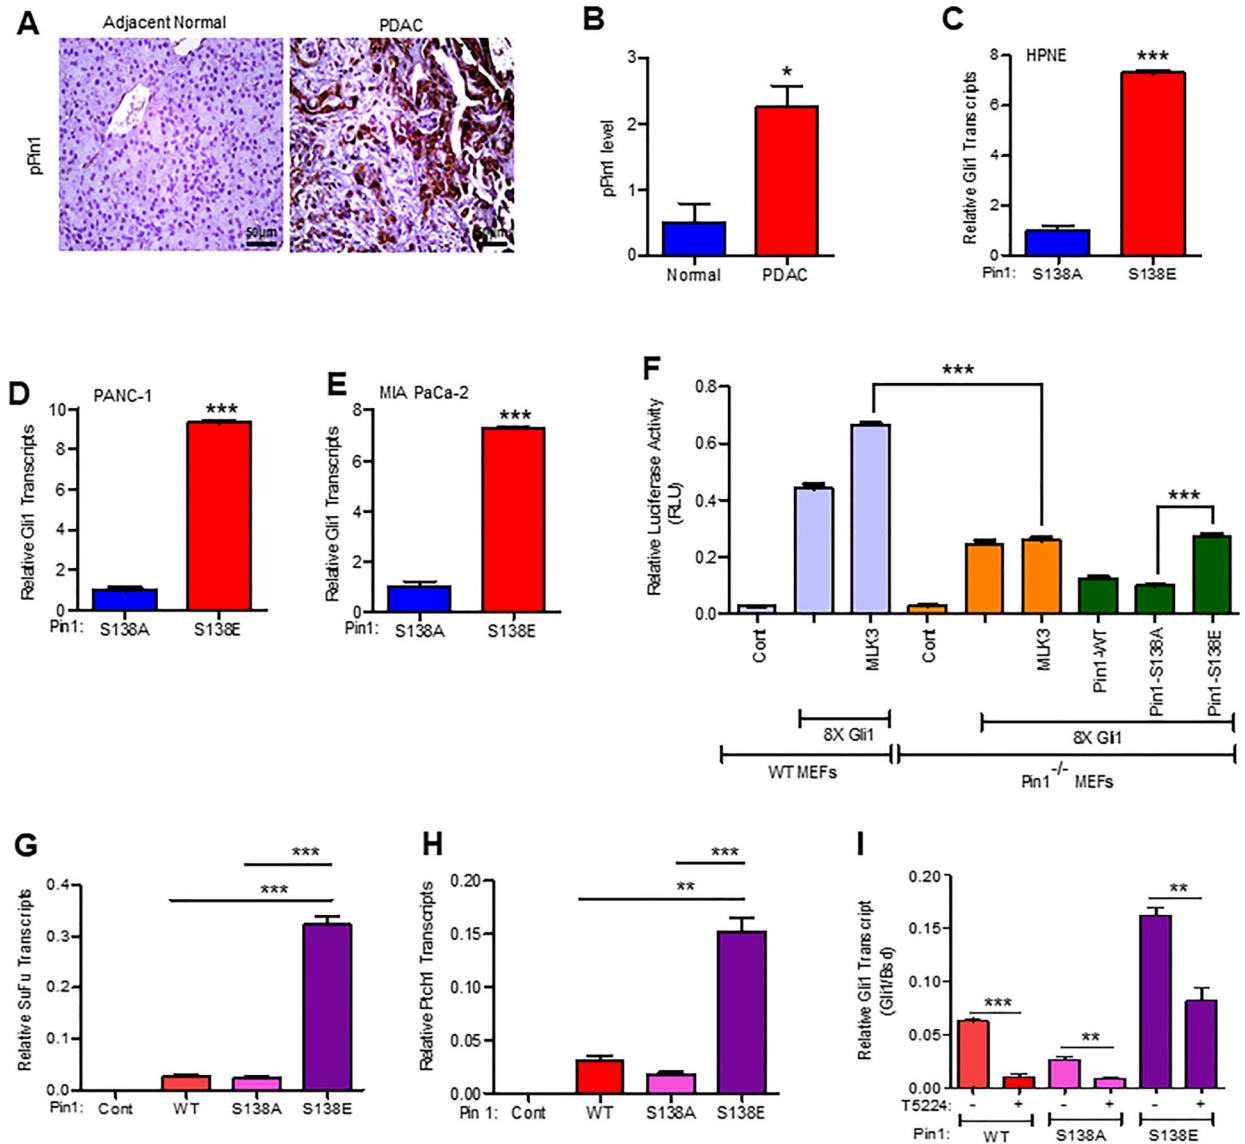 A
Adjacent Normal
PDAC
pPin1
50µm
50µm
B
pPin1 level
3
2
1
0
*
Normal
PDAC
C
HPNE
Relative Gli1 Transcripts
8
6
4
2
0
***
Pin1:
S138A
S138E
D
PANC-1
Relative Gli1 Transcripts
10
8
6
4
2
0
***
Pin1:
S138A
S138E
E
MIA PaCa-2
Relative Gli1 Transcripts
8
6
4
2
0
***
Pin1:
S138A
S138E
F
Relative Luciferase Activity
(RLU)
0.8
0.6
0.4
0.2
0.0
***
***
Cont
-
MLK3
Cont
-
MLK3
Pin1-WT
Pin1-S138A
Pin1-S138E
8X Gli1
8X Gli1
WT MEFs
Pin1-/- MEFs
G
Relative SuFu Transcripts
0.4
0.3
0.2
0.1
0.0
***
***
Pin1:
Cont
WT
S138A
S138E
H
Relative Ptch1 Transcripts
0.20
0.15
0.10
0.05
0.00
***
**
Pin 1:
Cont
WT
S138A
S138E
I
Relative Gli1 Transcript
(Gli1/Bsd)
0.20
0.15
0.10
0.05
0.00
***
**
**
T5224:
-
+
-
+
-
+
Pin1:
WT
S138A
S138E